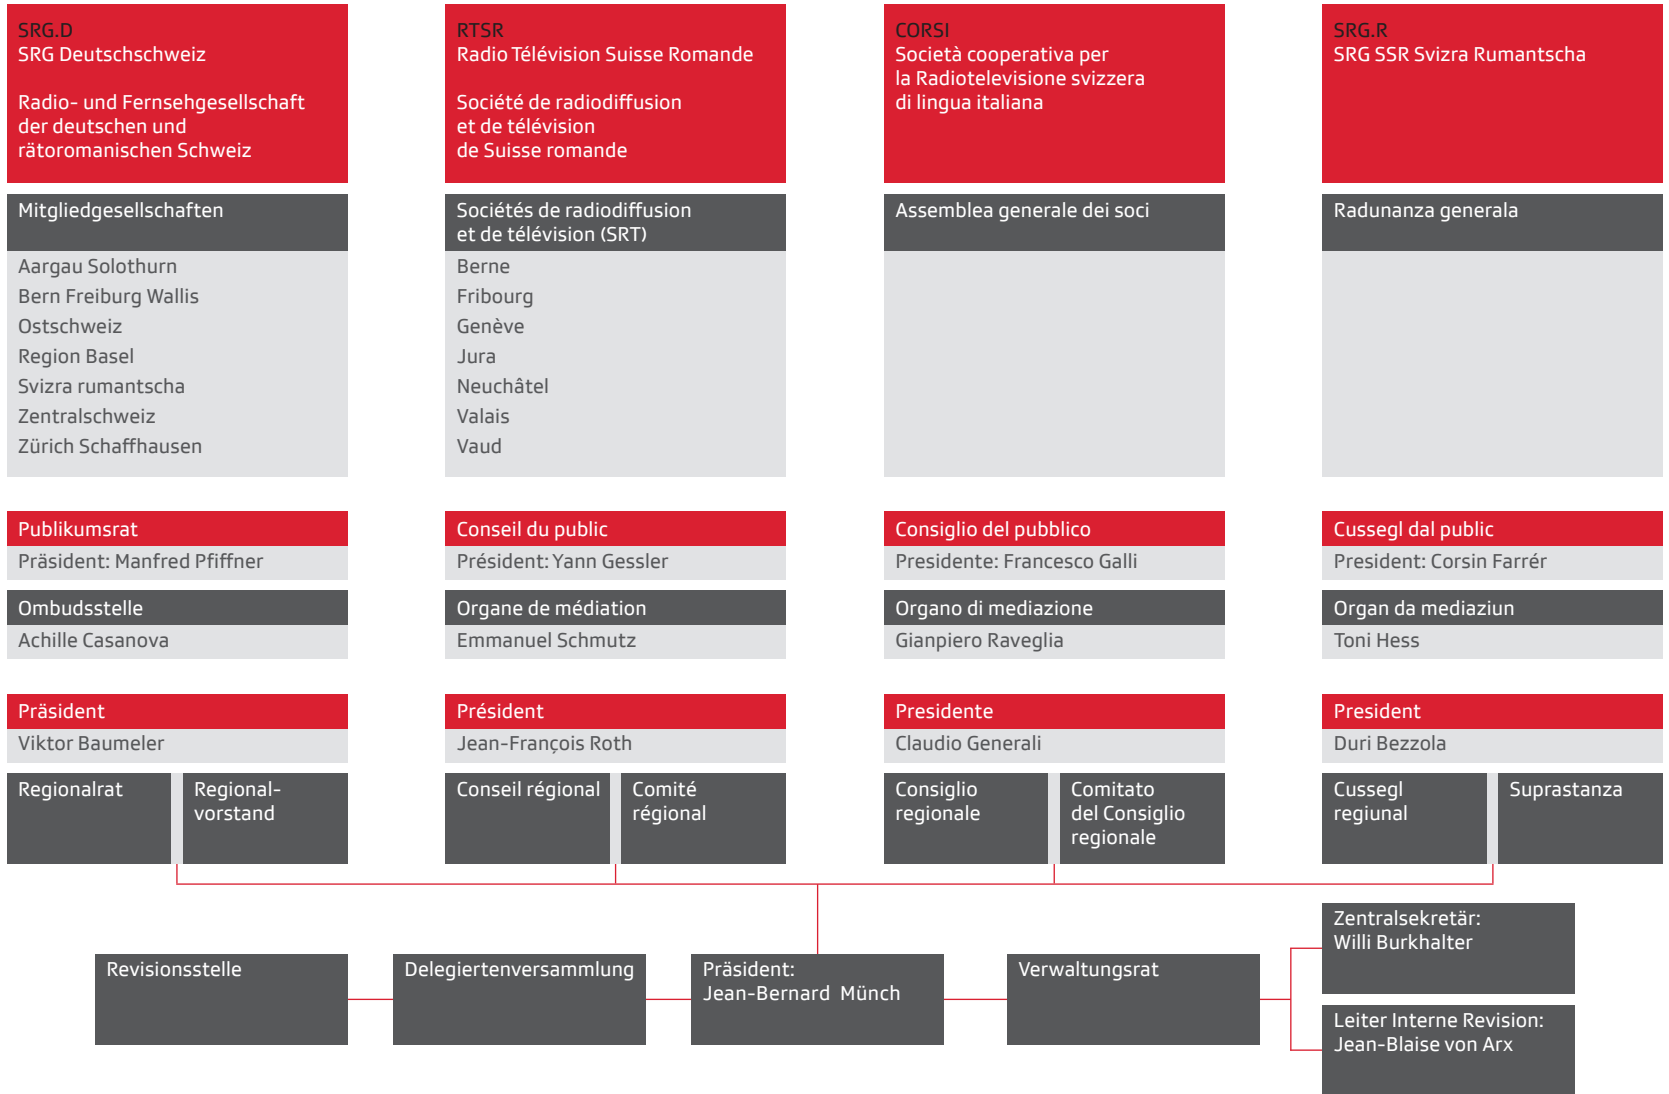 SRG.D
SRG Deutschschweiz
Radio- und Fernsehgesellschaft
der deutschen und
rätoromanischen Schweiz
Mitgliedgesellschaften
Aargau Solothurn
Bern Freiburg Wallis
Ostschweiz
Region Basel
Svizra rumantscha
Zentralschweiz
Zürich Schaffhausen
Publikumsrat
Präsident: Manfred Pfiffner
Ombudsstelle
Achille Casanova
Präsident
Viktor Baumeler
Regionalrat
Regional-
vorstand
RTSR
Radio Télévision Suisse Romande
Société de radiodiffusion
et de télévision
de Suisse romande
Sociétés de radiodiffusion
et de télévision (SRT)
Berne
Fribourg
Genève
Jura
Neuchâtel
Valais
Vaud
Conseil du public
Président: Yann Gessler
Organe de médiation
Emmanuel Schmutz
Président
Jean-François Roth
Conseil régional
Comité
régional
CORSI
Società cooperativa per
la Radiotelevisione svizzera
di lingua italiana
Assemblea generale dei soci
Consiglio del pubblico
Presidente: Francesco Galli
Organo di mediazione
Gianpiero Raveglia
Presidente
Claudio Generali
Consiglio
regionale
Comitato
del Consiglio
regionale
SRG.R
SRG SSR Svizra Rumantscha
Radunanza generala
Cussegl dal public
President: Corsin Farrér
Organ da mediaziun
Toni Hess
President
Duri Bezzola
Cussegl
regiunal
Suprastanza
Revisionsstelle
Delegiertenversammlung
Präsident:
Jean-Bernard Münch
Verwaltungsrat
Zentralsekretär:
Willi Burkhalter
Leiter Interne Revision:
Jean-Blaise von Arx